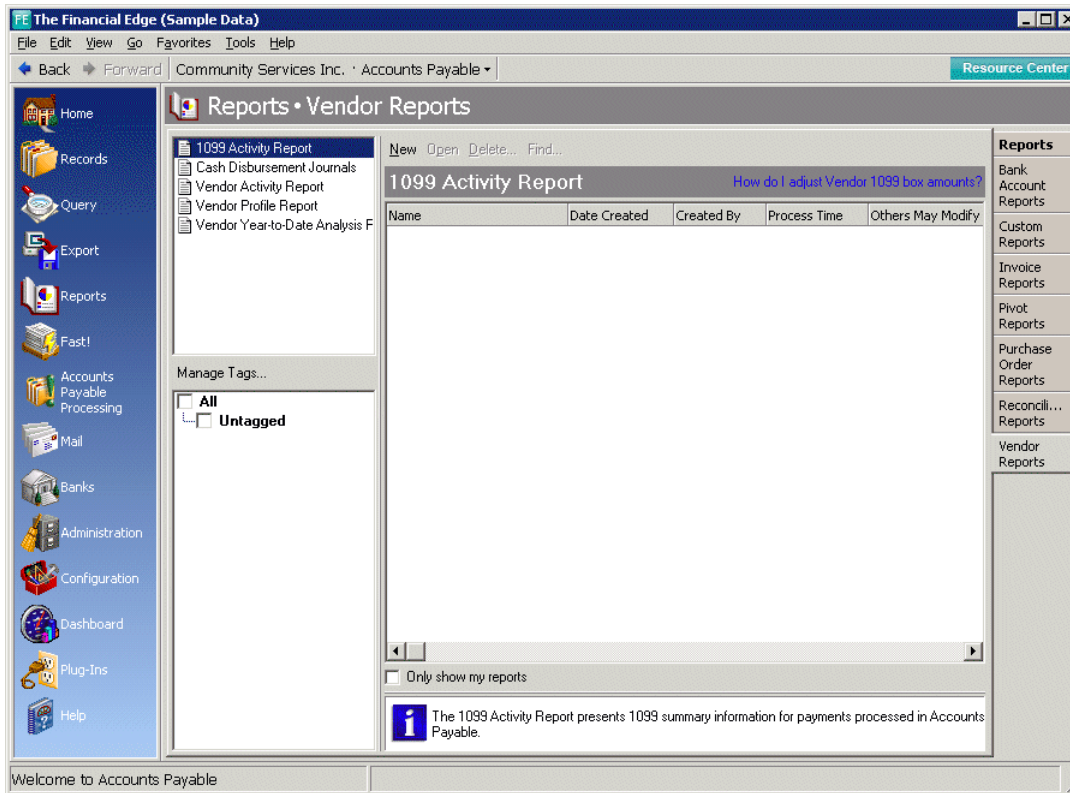 FE The Financial Edge (Sample Data)
File Edit View Go Favorites Tools Help
Back Forward Community Services Inc. · Accounts Payable
Resource Center
Home
Records
Query
Export
Reports
Fast!
Accounts
Payable
Processing
Mail
Banks
Administration
Configuration
Dashboard
Plug-Ins
Help
Reports • Vendor Reports
1099 Activity Report
Cash Disbursement Journals
Vendor Activity Report
Vendor Profile Report
Vendor Year-to-Date Analysis F
Manage Tags...
All
Untagged
New Open Delete... Find...
1099 Activity Report
How do I adjust Vendor 1099 box amounts?
Name Date Created Created By Process Time Others May Modify
Only show my reports
i
The 1099 Activity Report presents 1099 summary information for payments processed in Accounts
Payable.
Reports
Bank
Account
Reports
Custom
Reports
Invoice
Reports
Pivot
Reports
Purchase
Order
Reports
Reconcili...
Reports
Vendor
Reports
Welcome to Accounts Payable